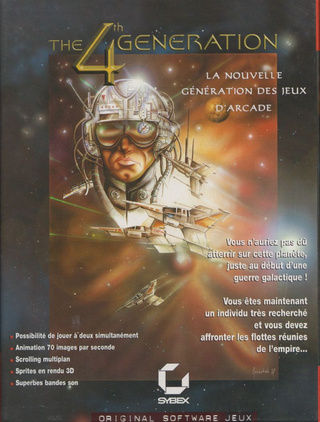 THE 4th GENERATION
LA NOUVELLE
GÉNÉRATION DES JEUX
D'ARCADE
Vous n'auriez pas dû
atterrir sur cette planète,
juste au début d'une
guerre galactique !
Vous êtes maintenant
un individu très recherché
et vous devez
affronter les flottes réunies
de l'empire...
• Possibilité de jouer à deux simultanément
• Animation 70 images par seconde
• Scrolling multiplan
• Sprites en rendu 3D
• Superbes bandes son
SYBEX
ORIGINAL SOFTWARE JEUX